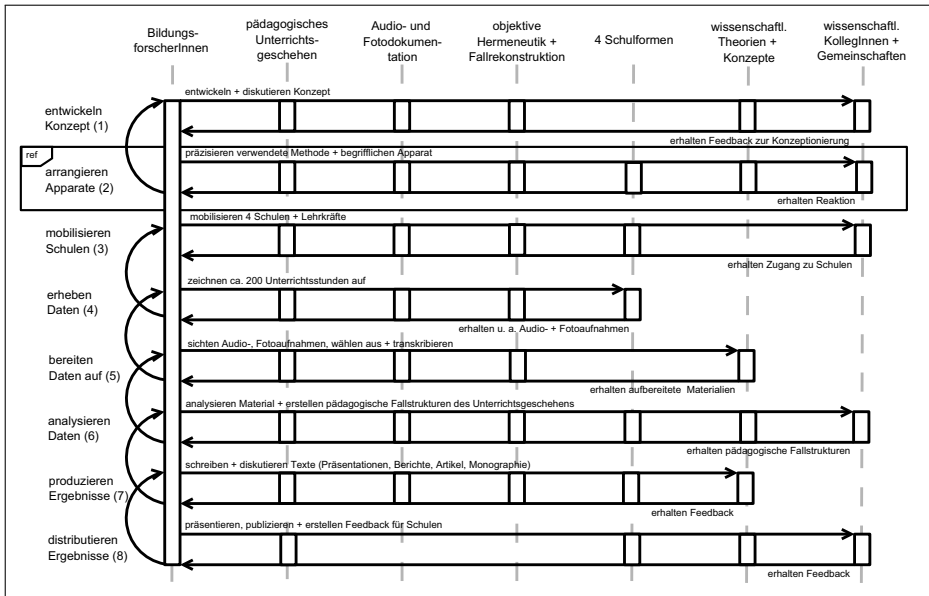 Bildungs-
forscherInnen
pädagogisches
Unterrichts-
geschehen
Audio- und
Fotodokumen-
tation
objektive
Hermeneutik +
Fallrekonstruktion
4 Schulformen
wissenschaftl.
Theorien +
Konzepte
wissenschaftl.
KollegInnen +
Gemeinschaften
entwickeln
Konzept (1)
entwickeln + diskutieren Konzept
erhalten Feedback zur Konzeptionierung
ref
arrangieren
Apparate (2)
präzisieren verwendete Methode + begrifflichen Apparat
erhalten Reaktion
mobilisieren
Schulen (3)
mobilisieren 4 Schulen + Lehrkräfte
erhalten Zugang zu Schulen
erheben
Daten (4)
zeichnen ca. 200 Unterrichtsstunden auf
erhalten u. a. Audio- + Fotoaufnahmen
bereiten
Daten auf (5)
sichten Audio-, Fotoaufnahmen, wählen aus + transkribieren
erhalten aufbereitete Materialien
analysieren
Daten (6)
analysieren Material + erstellen pädagogische Fallstrukturen des Unterrichtsgeschehens
erhalten pädagogische Fallstrukturen
produzieren
Ergebnisse (7)
schreiben + diskutieren Texte (Präsentationen, Berichte, Artikel, Monographie)
erhalten Feedback
distributieren
Ergebnisse (8)
präsentieren, publizieren + erstellen Feedback für Schulen
erhalten Feedback